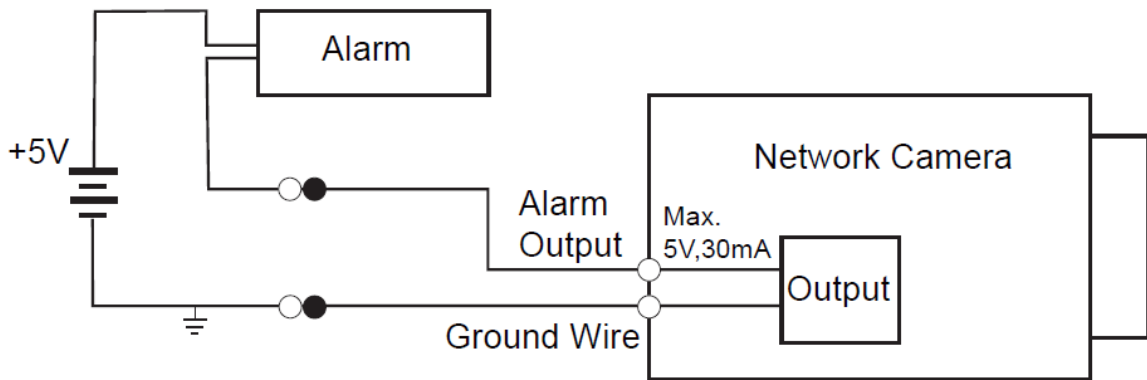 Alarm
+5V
Network Camera
Alarm
Output
Max.
5V,30mA
Output
Ground Wire